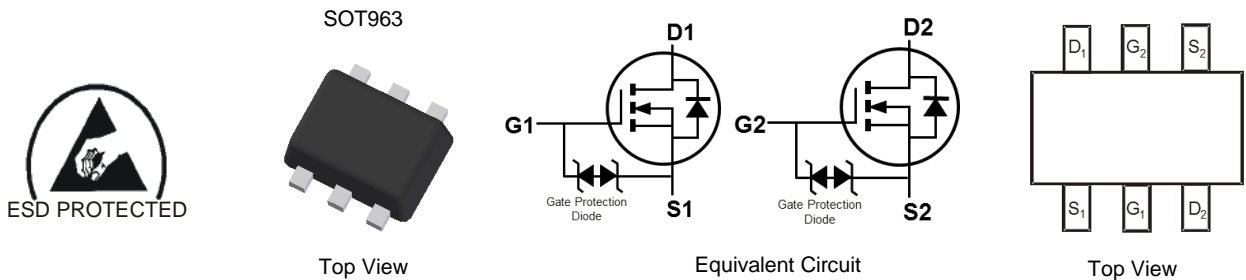 SOT963
ESD PROTECTED
Top View
D1
G1
Gate Protection
Diode
S1
D2
G2
Gate Protection
Diode
S2
Equivalent Circuit
D₁ G₂ S₂
S₁ G₁ D₂
Top View